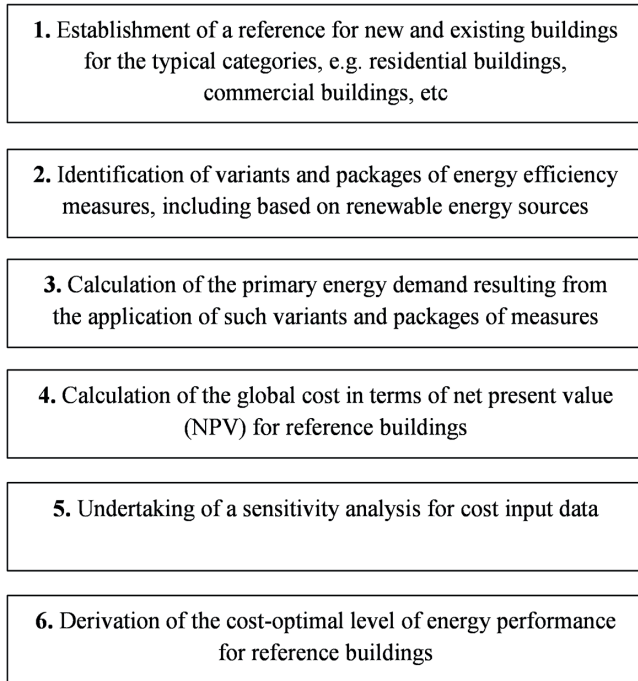 1. Establishment of a reference for new and existing buildings
for the typical categories, e.g. residential buildings,
commercial buildings, etc
2. Identification of variants and packages of energy efficiency
measures, including based on renewable energy sources
3. Calculation of the primary energy demand resulting from
the application of such variants and packages of measures
4. Calculation of the global cost in terms of net present value
(NPV) for reference buildings
5. Undertaking of a sensitivity analysis for cost input data
6. Derivation of the cost-optimal level of energy performance
for reference buildings